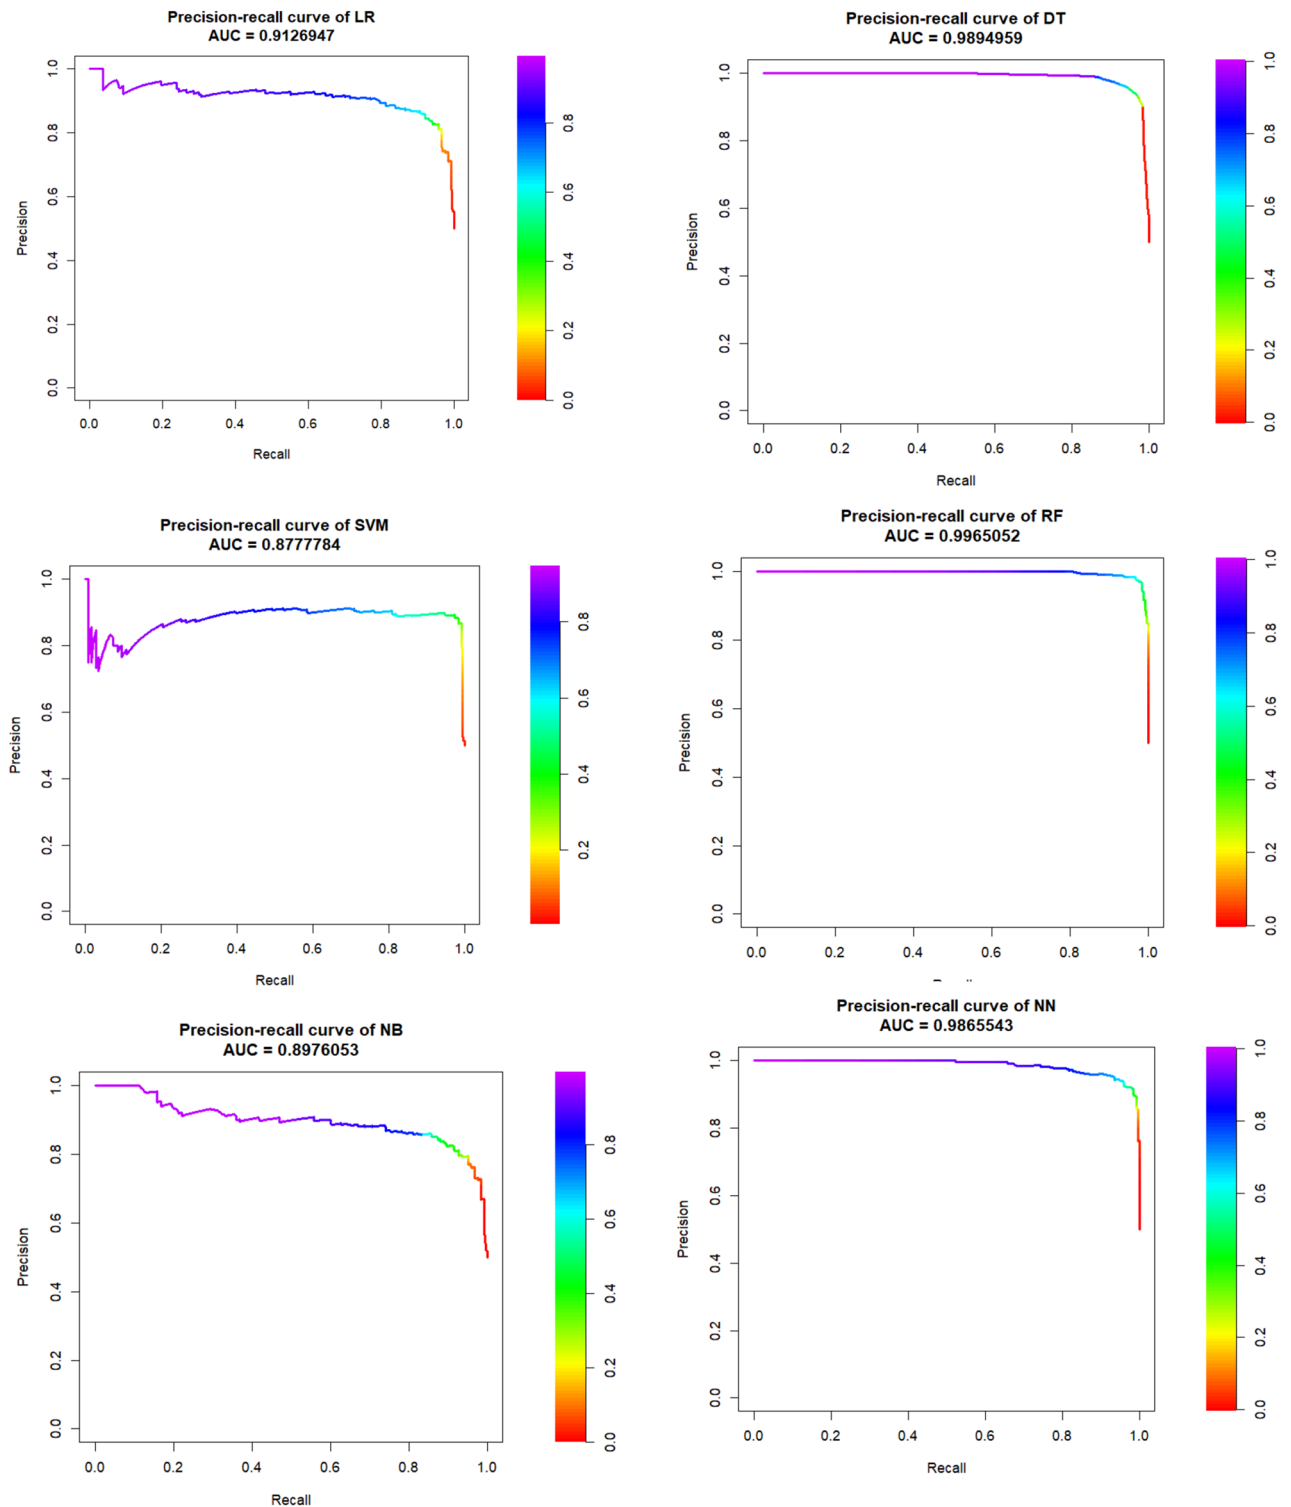 Precision-recall curve of LR
AUC = 0.9126947
Precision
0.0 0.2 0.4 0.6 0.8 1.0
0.0 0.2 0.4 0.6 0.8 1.0
Recall
0.0 0.2 0.4 0.6 0.8
Precision-recall curve of DT
AUC = 0.9894959
Precision
0.0 0.2 0.4 0.6 0.8 1.0
0.0 0.2 0.4 0.6 0.8 1.0
Recall
0.0 0.2 0.4 0.6 0.8 1.0
Precision-recall curve of SVM
AUC = 0.8777784
Precision
0.0 0.2 0.4 0.6 0.8 1.0
0.0 0.2 0.4 0.6 0.8 1.0
Recall
0.2 0.4 0.6 0.8
Precision-recall curve of RF
AUC = 0.9965052
Precision
0.0 0.2 0.4 0.6 0.8 1.0
0.0 0.2 0.4 0.6 0.8 1.0
0.0 0.2 0.4 0.6 0.8 1.0
Precision-recall curve of NB
AUC = 0.8976053
Precision
0.0 0.2 0.4 0.6 0.8 1.0
0.0 0.2 0.4 0.6 0.8 1.0
Recall
0.0 0.2 0.4 0.6 0.8
Precision-recall curve of NN
AUC = 0.9865543
Precision
0.0 0.2 0.4 0.6 0.8 1.0
0.0 0.2 0.4 0.6 0.8 1.0
Recall
0.0 0.2 0.4 0.6 0.8 1.0